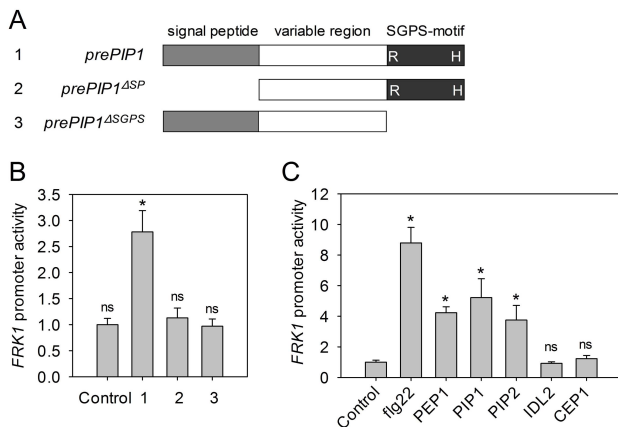 A
signal peptide variable region SGPS-motif
1 prePIP1 R H
2 prePIP1ΔSP R H
3 prePIP1ΔSGPS
B
FRK1 promoter activity
3.5
3.0
2.5
2.0
1.5
1.0
0.5
0.0
ns * ns ns
Control 1 2 3
C
FRK1 promoter activity
12
10
8
6
4
2
0
* * * * ns ns
Control flg22 PEP1 PIP1 PIP2 IDL2 CEP1